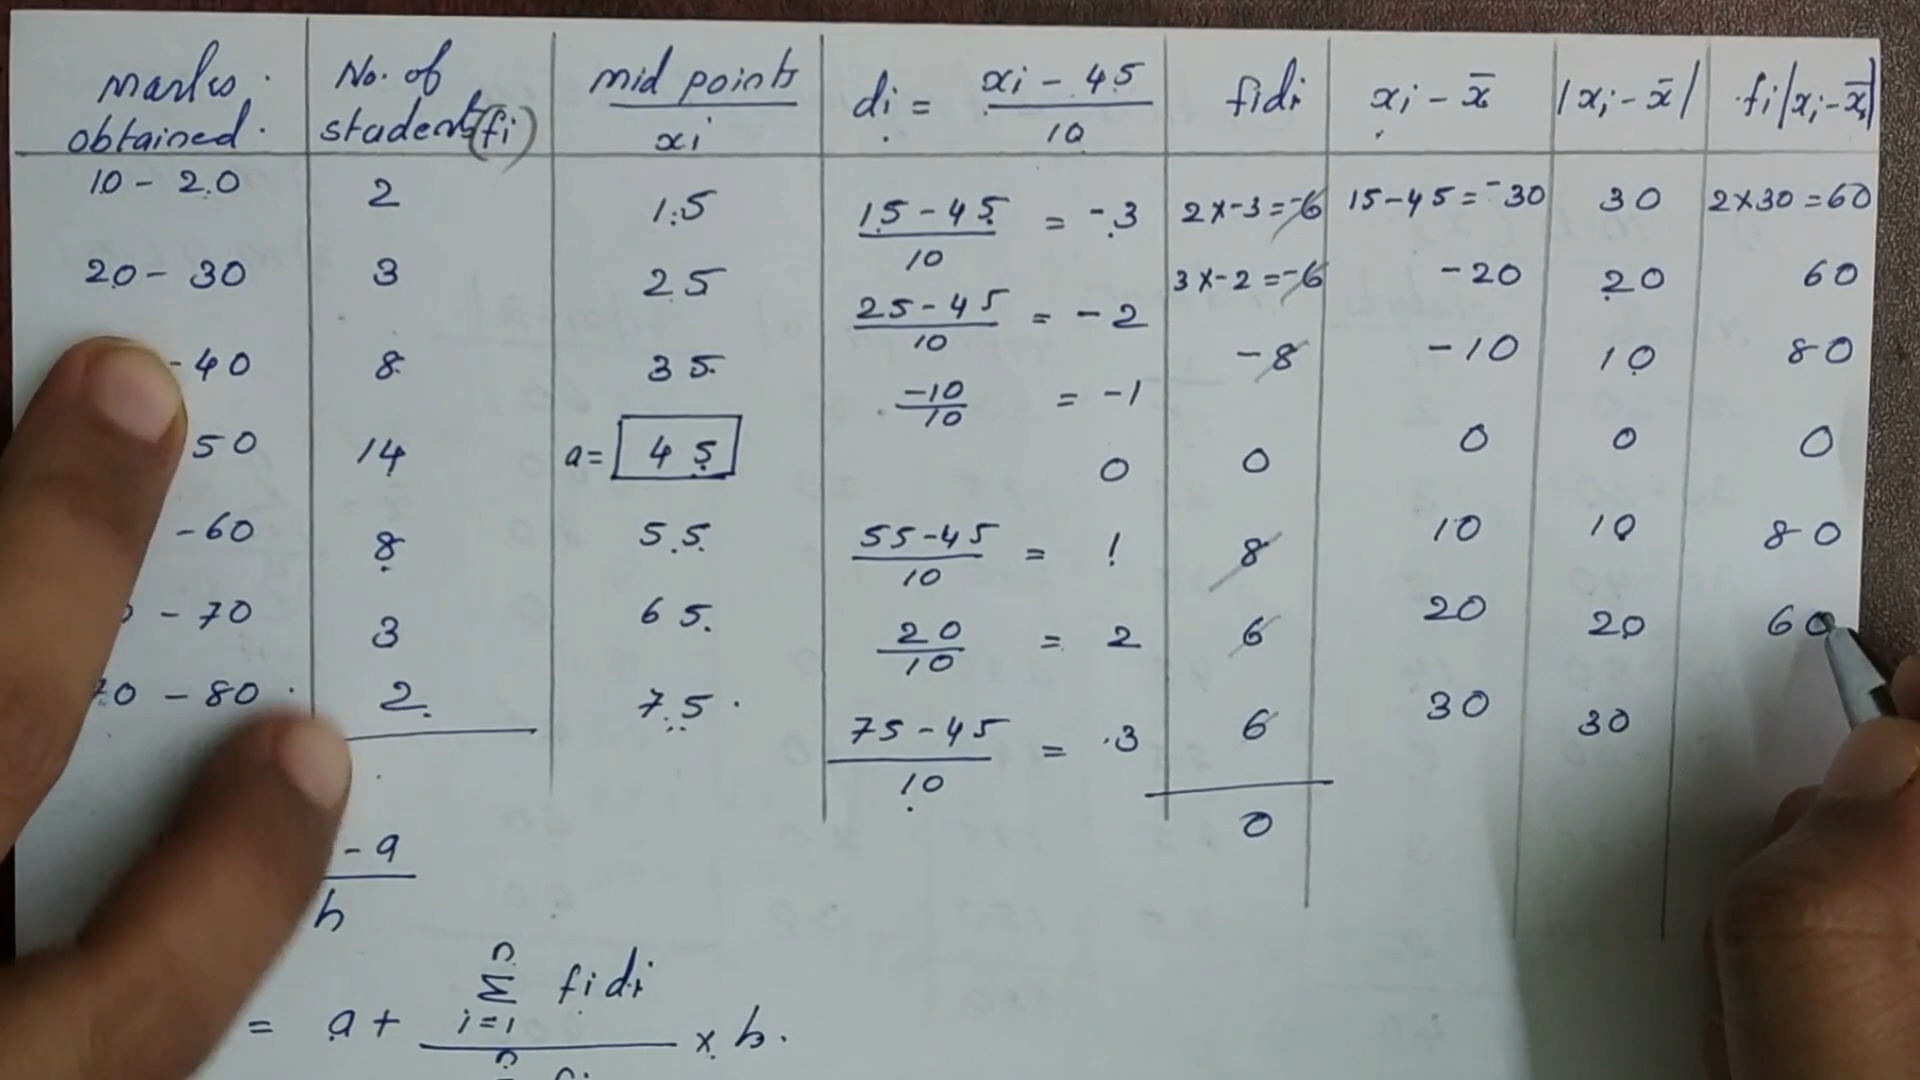 marks obtained. | No. of students (fi) | mid points xi | di = xi - 45 / 10 | fidi | xi - x̄ | |xi - x̄| | fi|xi - x̄|
10 - 20 | 2 | 15 | 15 - 45 / 10 = -3 | 2 x -3 = -6 | 15 - 45 = -30 | 30 | 2 x 30 = 60
20 - 30 | 3 | 25 | 25 - 45 / 10 = -2 | 3 x -2 = -6 | -20 | 20 | 60
- 40 | 8 | 35 | -10 / 10 = -1 | -8 | -10 | 10 | 80
50 | 14 | a = 45 | 0 | 0 | 0 | 0 | 0
- 60 | 8 | 55 | 55 - 45 / 10 = 1 | 8 | 10 | 10 | 80
- 70 | 3 | 65 | 20 / 10 = 2 | 6 | 20 | 20 | 60
70 - 80 | 2 | 75 | 75 - 45 / 10 = 3 | 6 | 30 | 30
0
- a / h
= a + Σ n i=1 fidi / n × h.